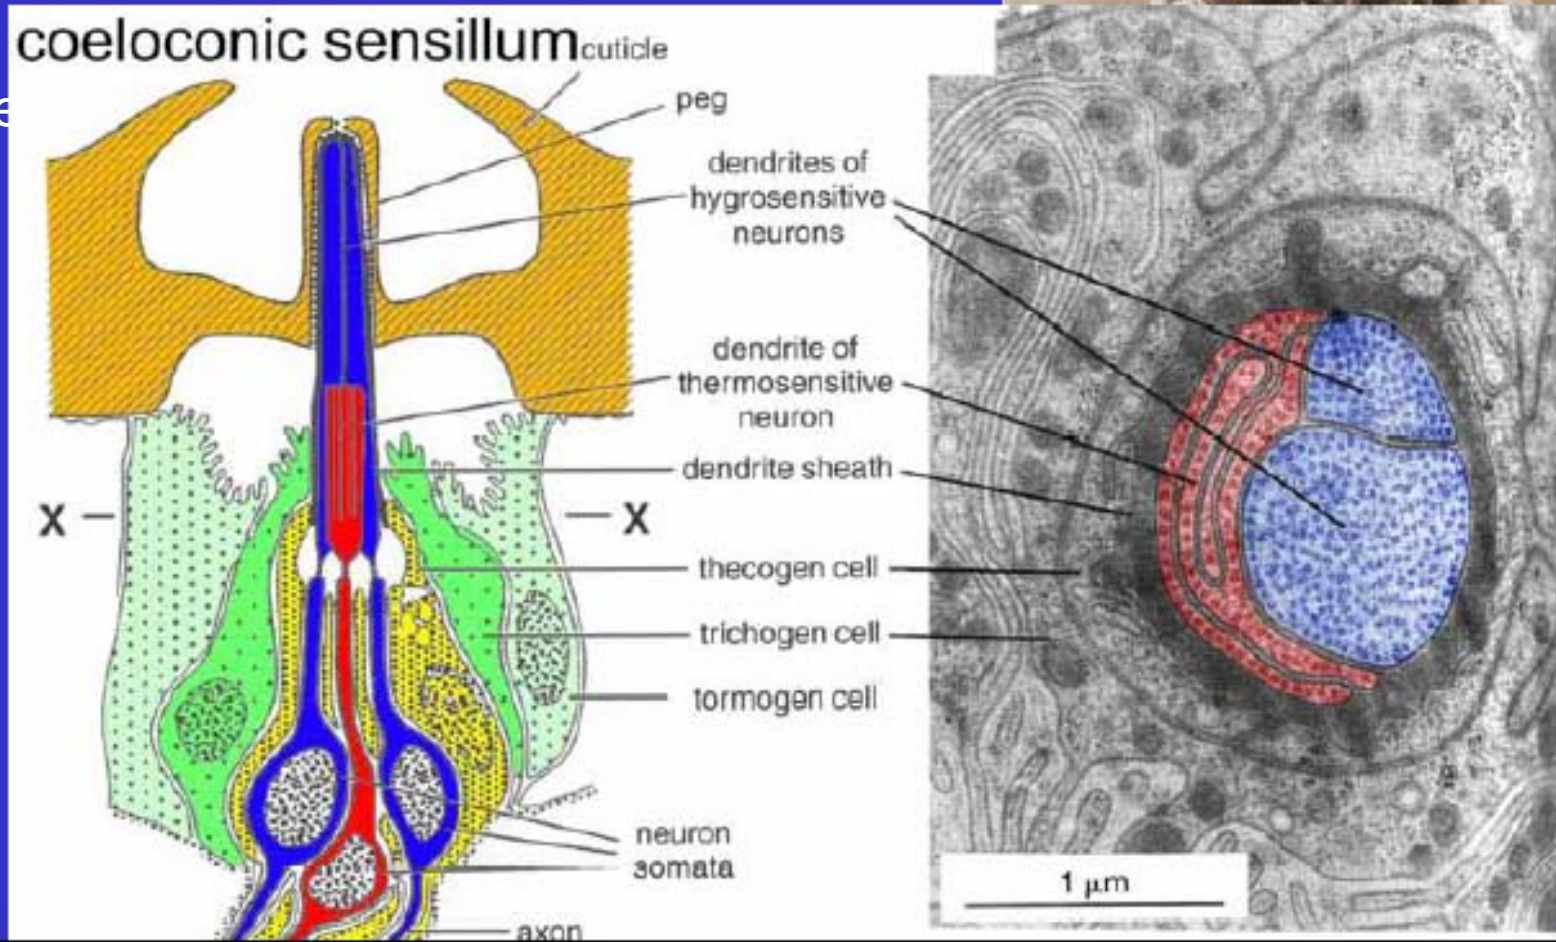 coeloconic sensillum
cuticle
e
peg
dendrites of
hygrosensitive
neurons
dendrite of
thermosensitive
neuron
dendrite sheath
X
X
thecogen cell
trichogen cell
tormogen cell
neuron
somata
axon
1 μm